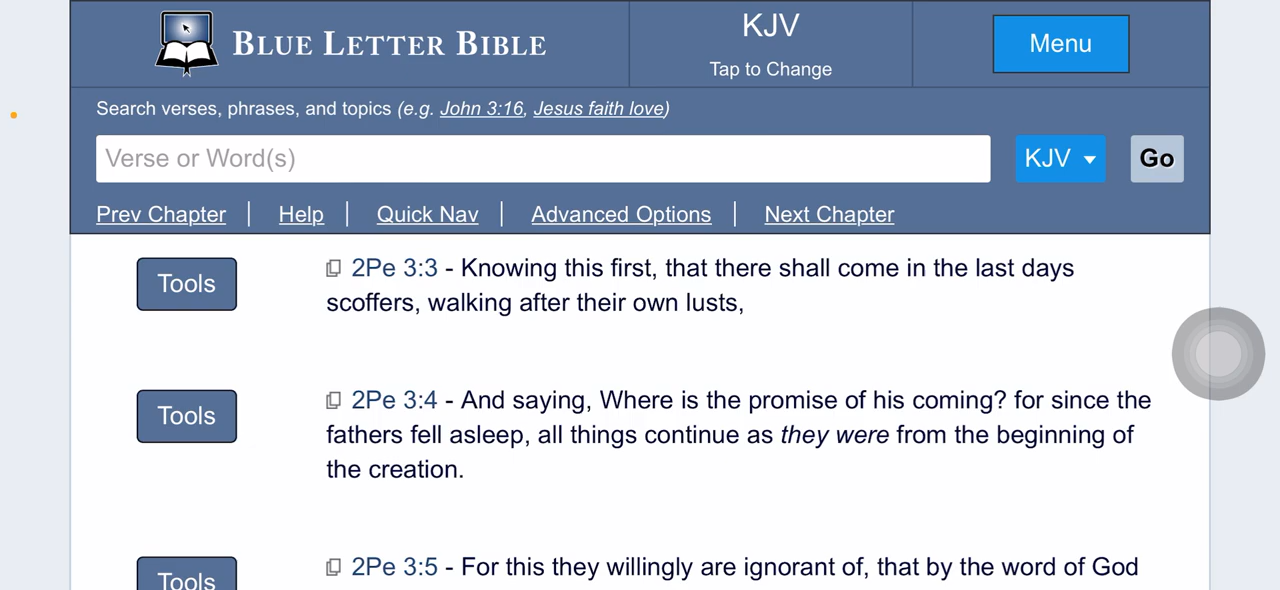 BLUE LETTER BIBLE
KJV
Tap to Change
Menu
Search verses, phrases, and topics (e.g. John 3:16, Jesus faith love)
Verse or Word(s)
KJV
Go
Prev Chapter | Help | Quick Nav | Advanced Options | Next Chapter
Tools
2Pe 3:3 - Knowing this first, that there shall come in the last days
scoffers, walking after their own lusts,
Tools
2Pe 3:4 - And saying, Where is the promise of his coming? for since the
fathers fell asleep, all things continue as they were from the beginning of
the creation.
Tools
2Pe 3:5 - For this they willingly are ignorant of, that by the word of God